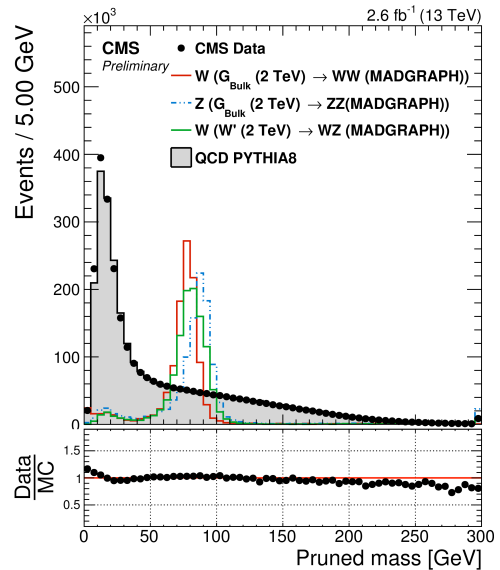 ×10³
2.6 fb⁻¹ (13 TeV)
CMS
Preliminary
CMS Data
W (G_Bulk (2 TeV) → WW (MADGRAPH))
Z (G_Bulk (2 TeV) → ZZ(MADGRAPH))
W (W' (2 TeV) → WZ (MADGRAPH))
QCD PYTHIA8
Events / 5.00 GeV
500
400
300
200
100
0
Data
MC
1.5
1
0.5
0 50 100 150 200 250 300
Pruned mass [GeV]